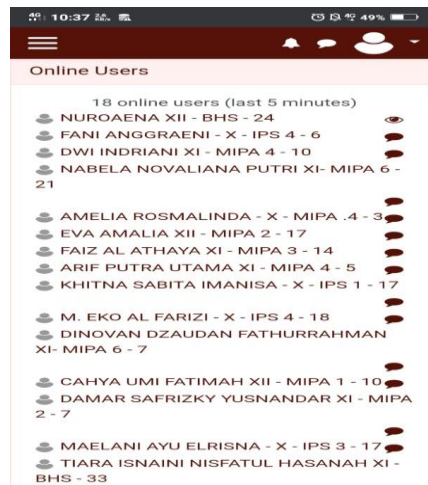 4G 10:37
4G 49%
Online Users
18 online users (last 5 minutes)
NUROAENA XII - BHS - 24
FANI ANGGRAENI - X - IPS 4 - 6
DWI INDRIANI XI - MIPA 4 - 10
NABELA NOVALIANA PUTRI XI- MIPA 6 -
21
AMELIA ROSMALINDA - X - MIPA .4 - 3
EVA AMALIA XII - MIPA 2 - 17
FAIZ AL ATHAYA XI - MIPA 3 - 14
ARIF PUTRA UTAMA XI - MIPA 4 - 5
KHITNA SABITA IMANISA - X - IPS 1 - 17
M. EKO AL FARIZI - X - IPS 4 - 18
DINOVAN DZAUDAN FATHURRAHMAN
XI- MIPA 6 - 7
CAHYA UMI FATIMAH XII - MIPA 1 - 10
DAMAR SAFRIZKY YUSNANDAR XI - MIPA
2 - 7
MAELANI AYU ELRISNA - X - IPS 3 - 17
TIARA ISNAINI NISFATUL HASANAH XI -
BHS - 33